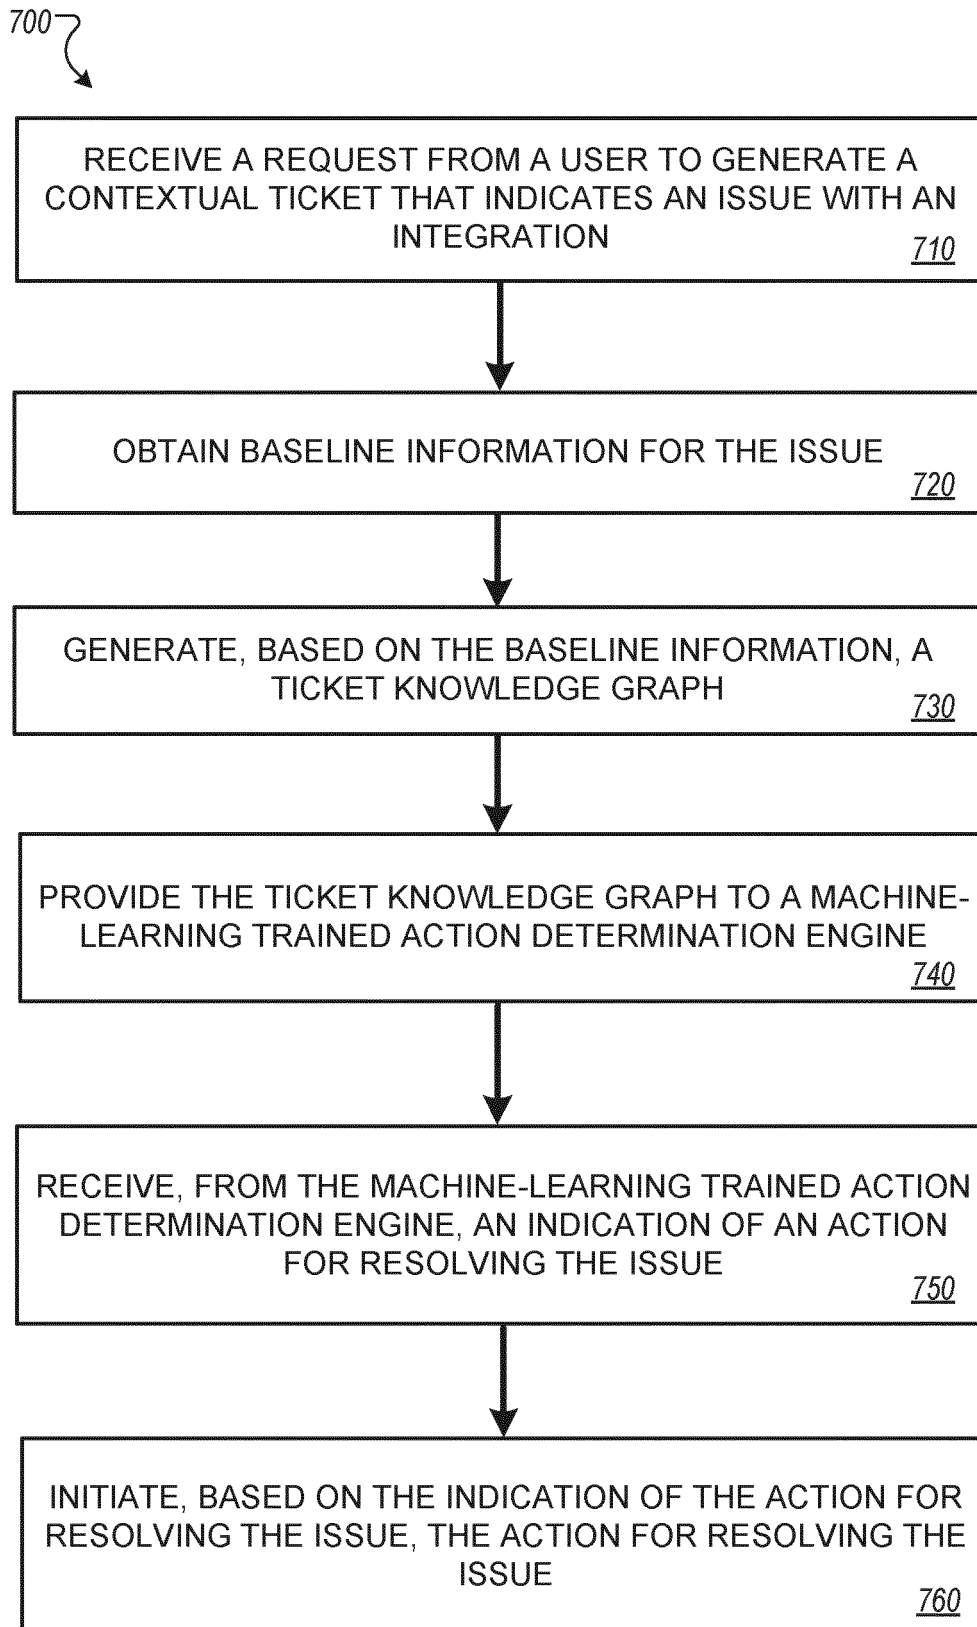 700
RECEIVE A REQUEST FROM A USER TO GENERATE A
CONTEXTUAL TICKET THAT INDICATES AN ISSUE WITH AN
INTEGRATION
710
OBTAIN BASELINE INFORMATION FOR THE ISSUE
720
GENERATE, BASED ON THE BASELINE INFORMATION, A
TICKET KNOWLEDGE GRAPH
730
PROVIDE THE TICKET KNOWLEDGE GRAPH TO A MACHINE-
LEARNING TRAINED ACTION DETERMINATION ENGINE
740
RECEIVE, FROM THE MACHINE-LEARNING TRAINED ACTION
DETERMINATION ENGINE, AN INDICATION OF AN ACTION
FOR RESOLVING THE ISSUE
750
INITIATE, BASED ON THE INDICATION OF THE ACTION FOR
RESOLVING THE ISSUE, THE ACTION FOR RESOLVING THE
ISSUE
760